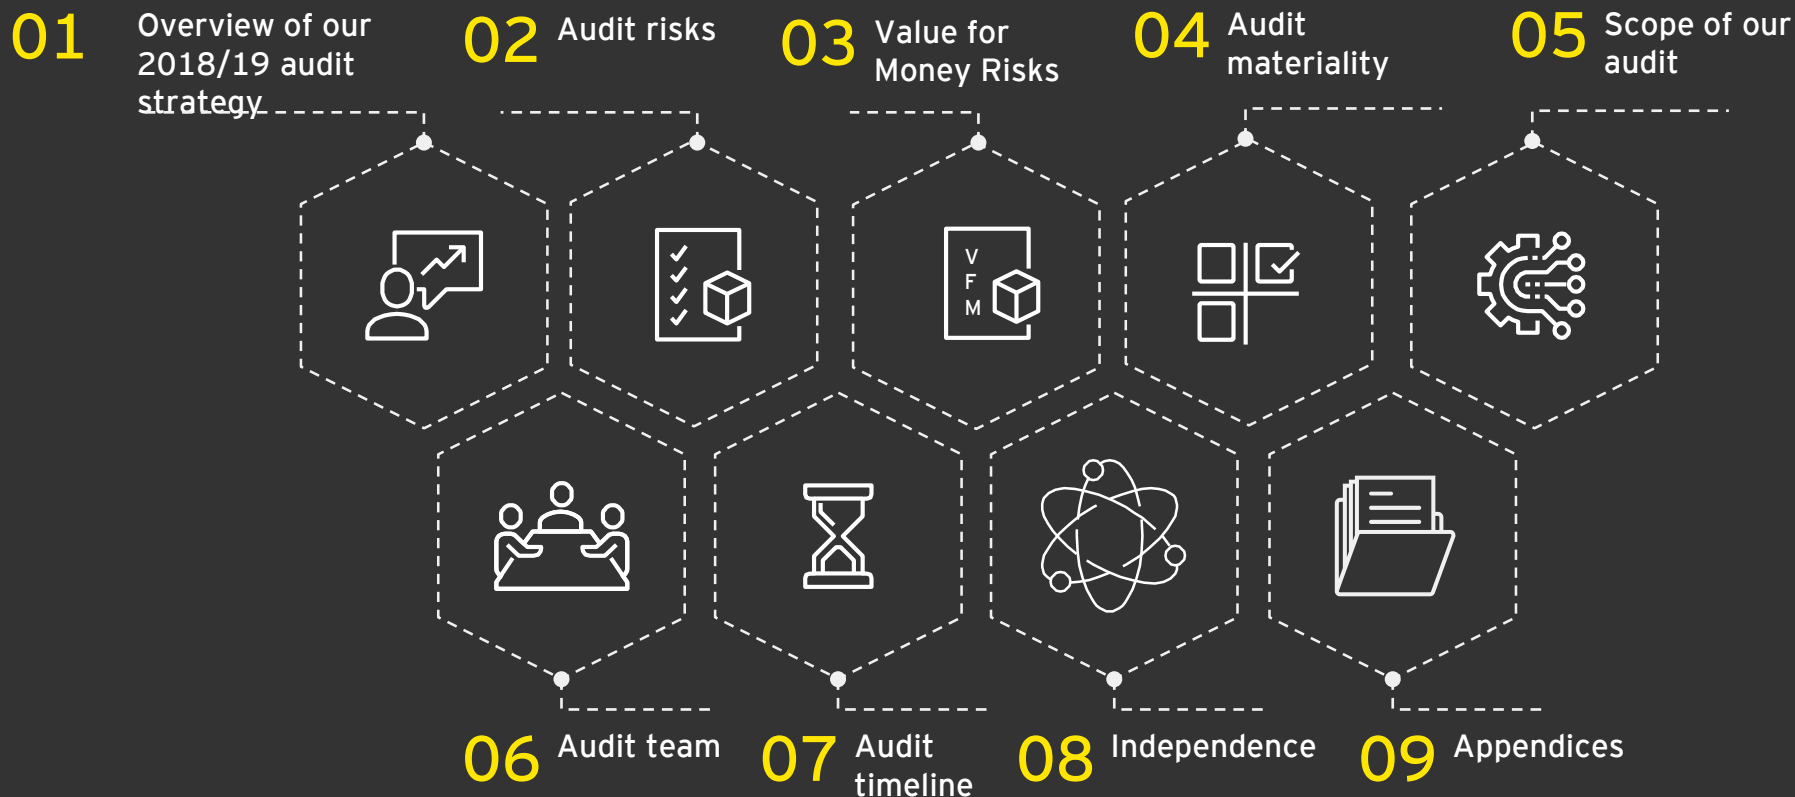 01
Overview of our
2018/19 audit
strategy
02
Audit risks
03
Value for
Money Risks
04
Audit
materiality
05
Scope of our
audit
V
F
M
06
Audit team
07
Audit
timeline
08
Independence
09
Appendices